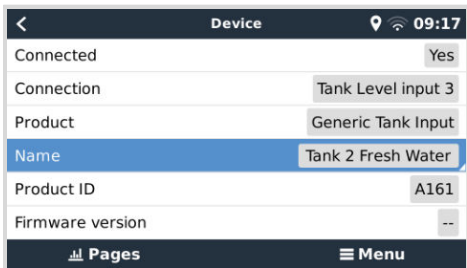 Device 09:17
Connected Yes
Connection Tank Level input 3
Product Generic Tank Input
Name Tank 2 Fresh Water
Product ID A161
Firmware version --
Pages Menu